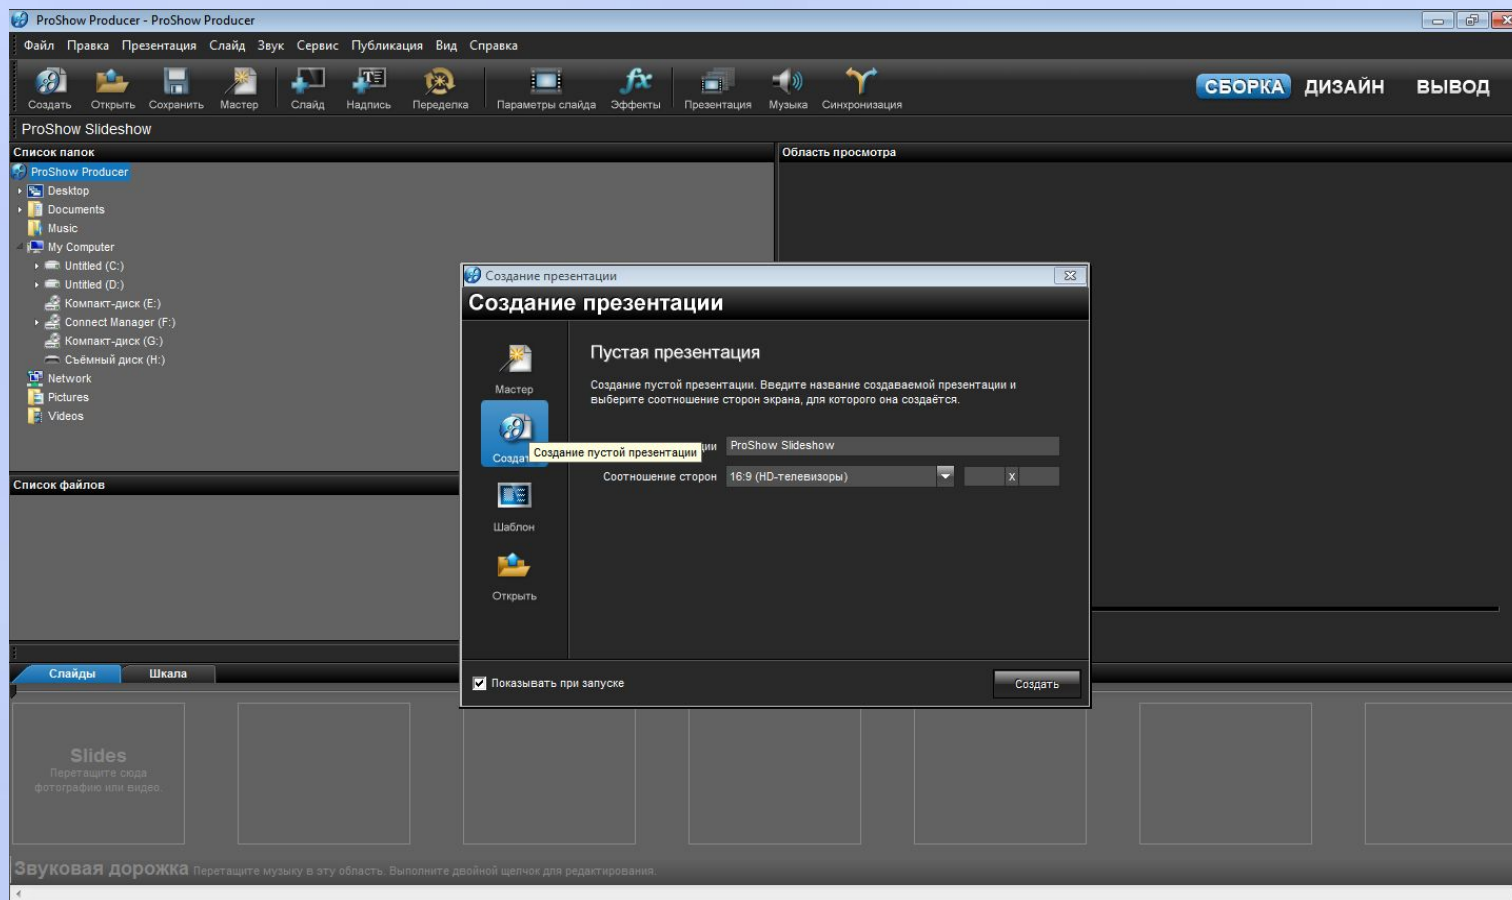 ProShow Producer - ProShow Producer
Файл Правка Презентация Слайд Звук Сервис Публикация Вид Справка
Создать Открыть Сохранить Мастер Слайд Надпись Переделка Параметры слайда Эффекты Презентация Музыка Синхронизация
СБОРКА ДИЗАЙН ВЫВОД
ProShow Slideshow
Список папок
Область просмотра
ProShow Producer
Desktop
Documents
Music
My Computer
Untitled (C:)
Untitled (D:)
Компакт-диск (E:)
Connect Manager (F:)
Компакт-диск (G:)
Съёмный диск (H:)
Network
Pictures
Videos
Список файлов
Создание презентации
Создание презентации
Мастер
Создат
Шаблон
Открыть
Пустая презентация
Создание пустой презентации. Введите название создаваемой презентации и
выберите соотношение сторон экрана, для которого она создаётся.
Создание пустой презентации
ции ProShow Slideshow
Соотношение сторон 16:9 (HD-телевизоры) x
Показывать при запуске
Создать
Слайды Шкала
Slides
Перетащите сюда
фотографию или видео.
Звуковая дорожка Перетащите музыку в эту область. Выполните двойной щелчок для редактирования.